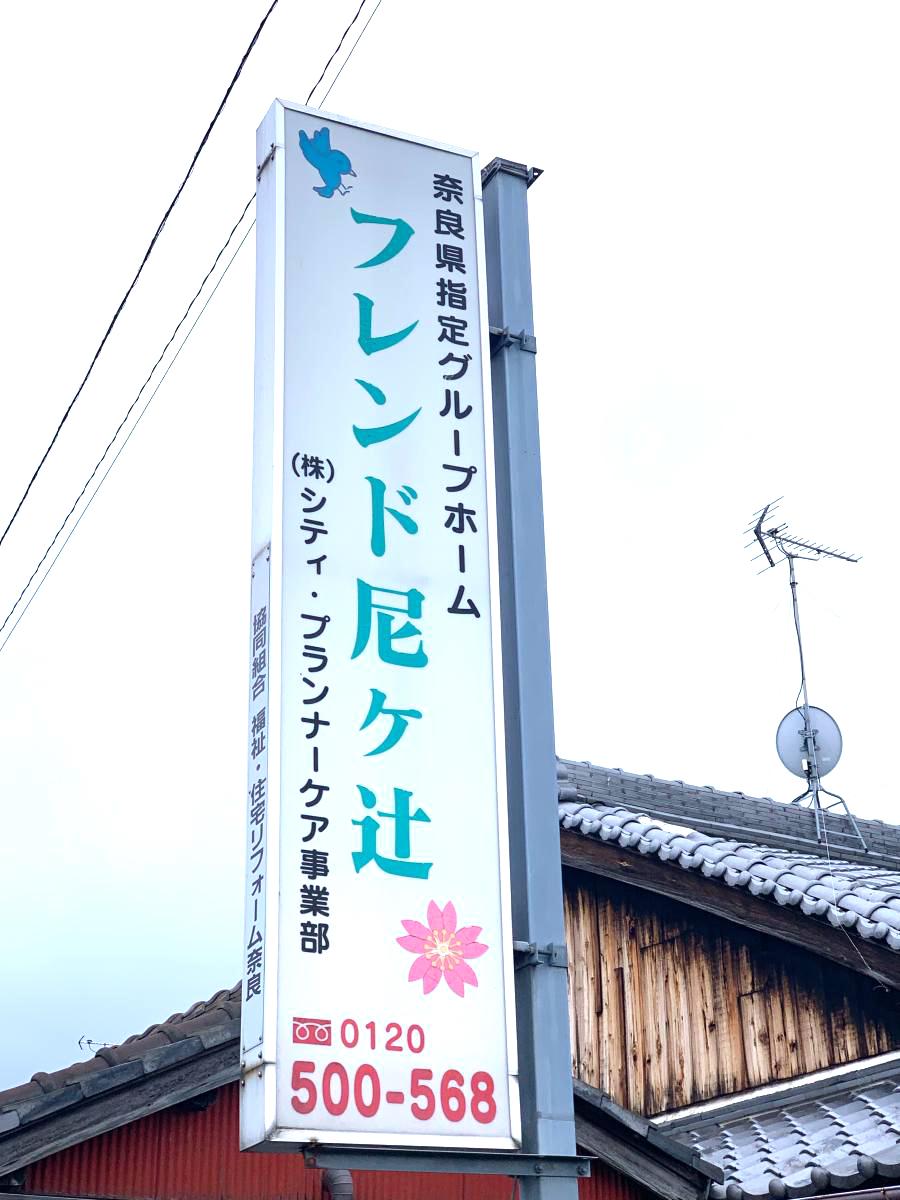 奈良県指定グループホーム
フレンド尼ケ辻
(株)シティ・プランナーケア事業部
0120
500-568
協同組合 福祉・住宅リフォーム奈良